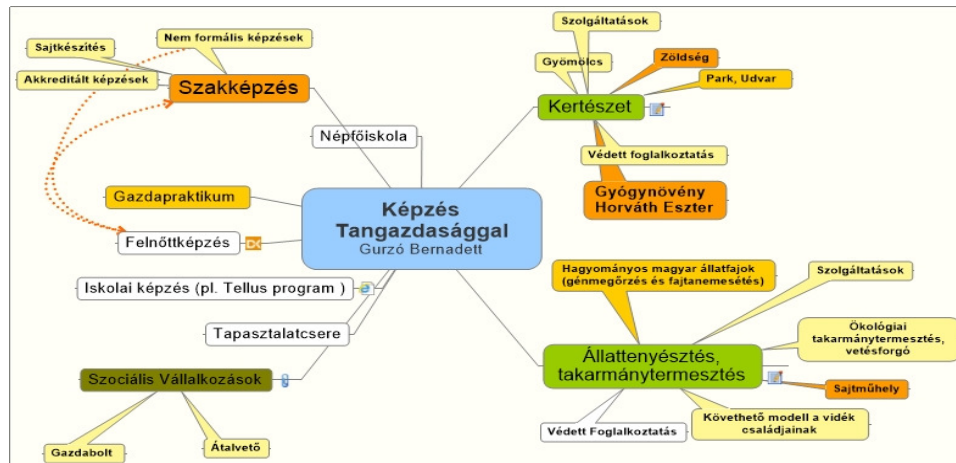 Nem formális képzések
Sajtkészítés
Akkreditált képzések
Szakképzés
Népfőiskola
Gazdapraktikum
Felnőttképzés
Iskolai képzés (pl. Tellus program )
Tapasztalatcsere
Szociális Vállalkozások
Gazdabolt
Átalvető
Képzés
Tangazdasággal
Gurzó Bernadett
Szolgáltatások
Gyömölcs
Zöldség
Park, Udvar
Kertészet
Védett foglalkoztatás
Gyógynövény
Horváth Eszter
Hagyományos magyar állatfajok
(génmegőrzés és fajtanemesétés)
Szolgáltatások
Ökológiai
takarmánytermesztés,
vetésforgó
Állattenyésztés,
takarmánytermesztés
Sajtműhely
Védett Foglalkoztatás
Követhető modell a vidék
családjainak